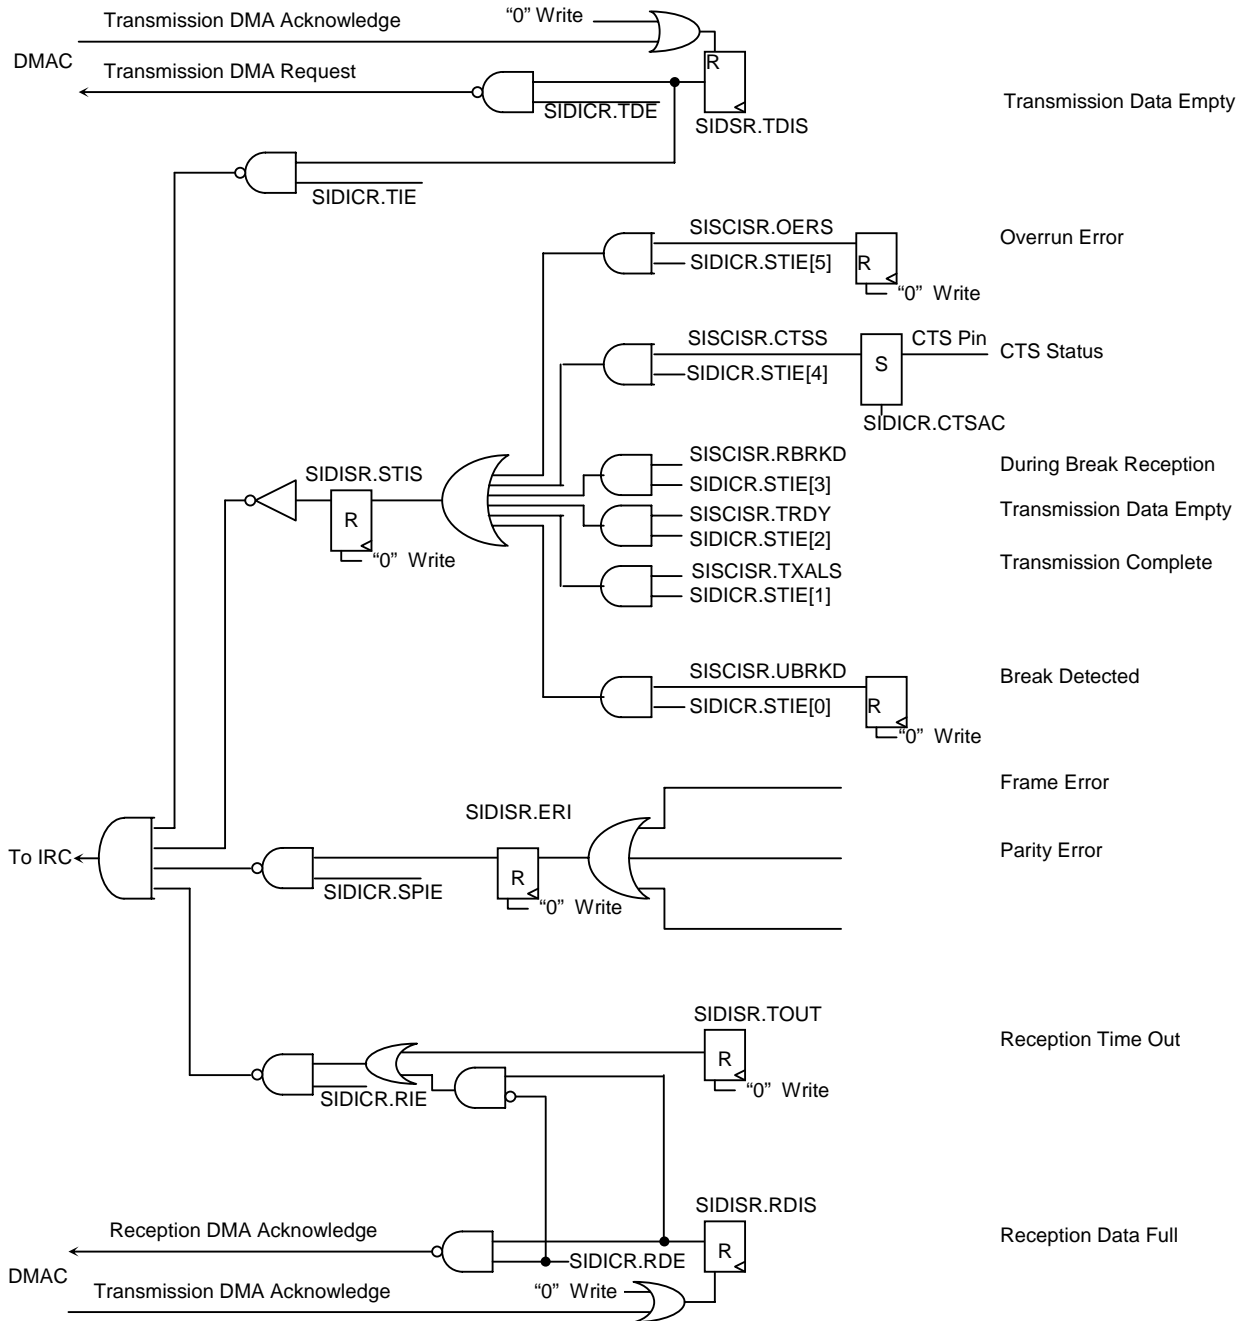 Transmission DMA Acknowledge
“0” Write
DMAC
Transmission DMA Request
R
SIDICR.TDE
SIDSR.TDIS
Transmission Data Empty
SIDICR.TIE
SISCISR.OERS
Overrun Error
SIDICR.STIE[5]
R
“0” Write
SISCISR.CTSS
CTS Pin
CTS Status
SIDICR.STIE[4]
S
SIDICR.CTSAC
SISCISR.RBRKD
During Break Reception
SIDISR.STIS
SIDICR.STIE[3]
R
SISCISR.TRDY
Transmission Data Empty
SIDICR.STIE[2]
“0” Write
SISCISR.TXALS
Transmission Complete
SIDICR.STIE[1]
SISCISR.UBRKD
Break Detected
SIDICR.STIE[0]
R
“0” Write
Frame Error
SIDISR.ERI
To IRC
Parity Error
R
SIDICR.SPIE
“0” Write
SIDISR.TOUT
Reception Time Out
R
SIDICR.RIE
“0” Write
SIDISR.RDIS
Reception DMA Acknowledge
Reception Data Full
R
SIDICR.RDE
DMAC
Transmission DMA Acknowledge
“0” Write